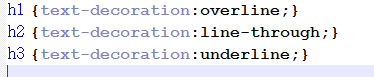 h1 {text-decoration:overline;}
h2 {text-decoration:line-through;}
h3 {text-decoration:underline;}